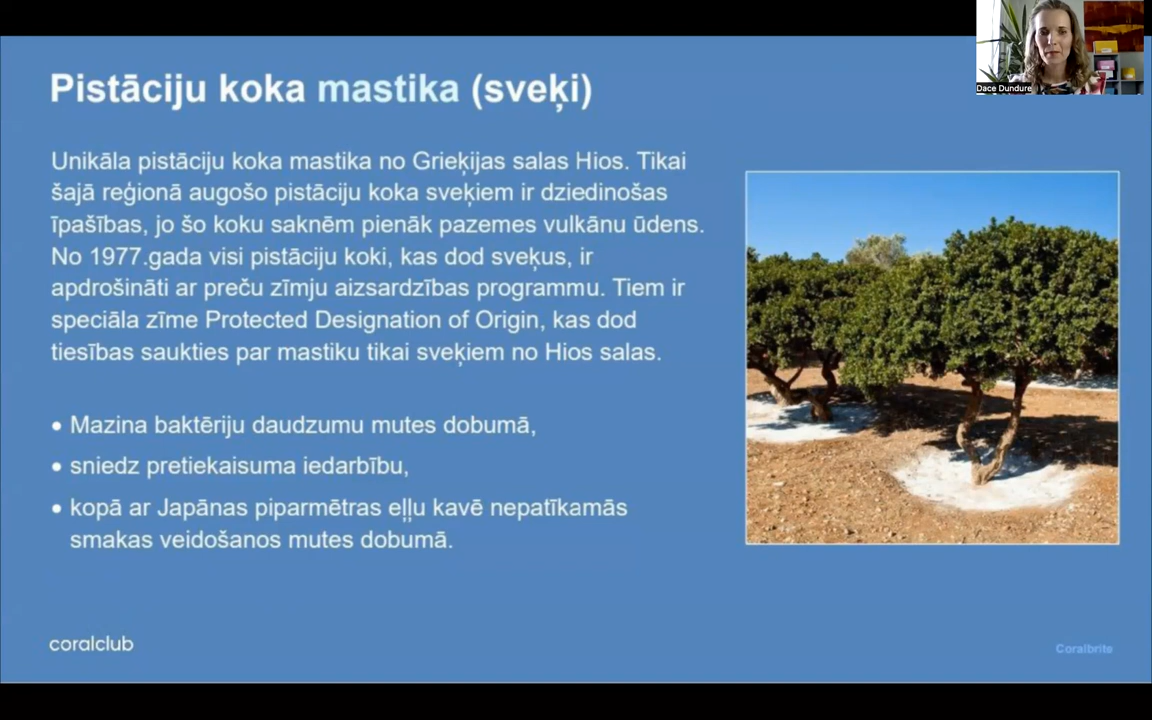 Pistāciju koka mastika (sveķi)
Unikāla pistāciju koka mastika no Grieķijas salas Hios. Tikai
šajā reģionā augošo pistāciju koka sveķiem ir dziedinošas
īpašības, jo šo koku saknēm pienāk pazemes vulkānu ūdens.
No 1977.gada visi pistāciju koki, kas dod sveķus, ir
apdrošināti ar preču zīmju aizsardzības programmu. Tiem ir
speciāla zīme Protected Designation of Origin, kas dod
tiesības saukties par mastiku tikai sveķiem no Hios salas.
• Mazina baktēriju daudzumu mutes dobumā,
• sniedz pretiekaisuma iedarbību,
• kopā ar Japānas piparmētras eļļu kavē nepatīkamās
smakas veidošanos mutes dobumā.
coralclub
Coralbrite
Dace Dundure